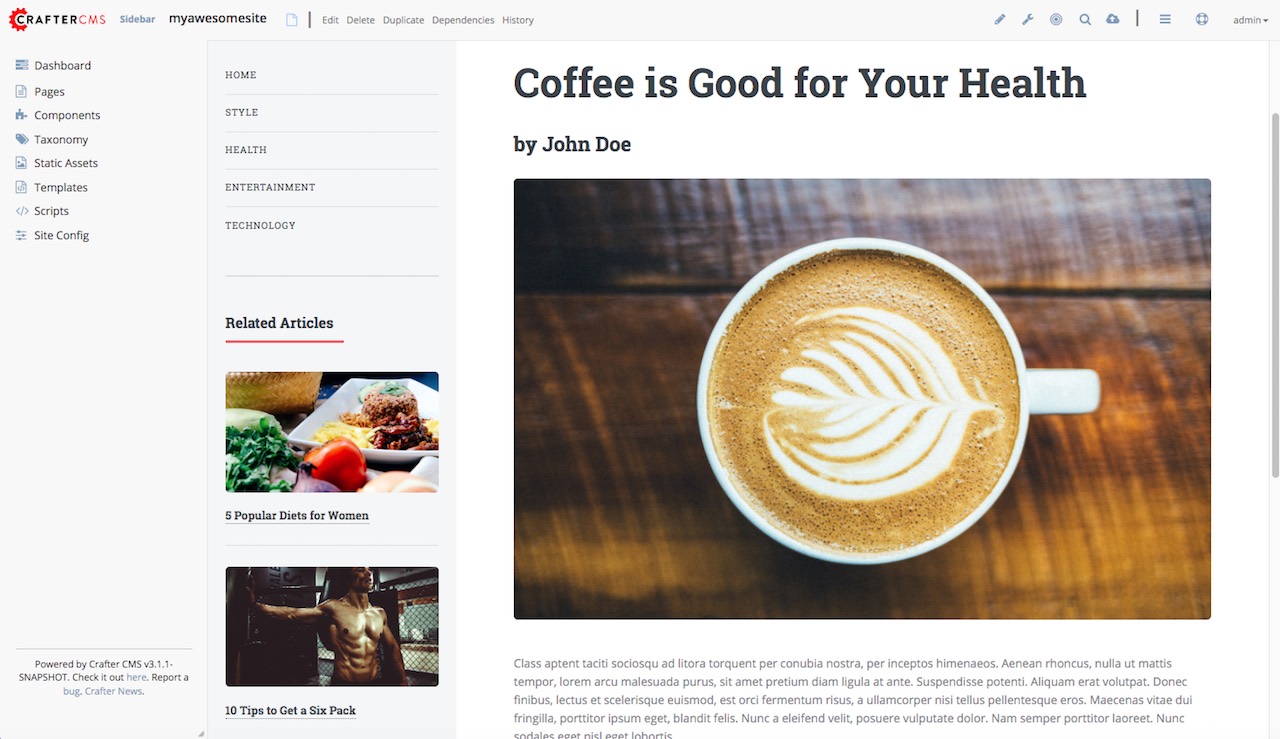 CRAFTERCMS Sidebar myawesomesite Edit Delete Duplicate Dependencies History admin
Dashboard
Pages
Components
Taxonomy
Static Assets
Templates
Scripts
Site Config
Powered by Crafter CMS v3.1.1-
SNAPSHOT. Check it out here. Report a
bug. Crafter News.
HOME
STYLE
HEALTH
ENTERTAINMENT
TECHNOLOGY
Related Articles
5 Popular Diets for Women
10 Tips to Get a Six Pack
Coffee is Good for Your Health
by John Doe
Class aptent taciti sociosqu ad litora torquent per conubia nostra, per inceptos himenaeos. Aenean rhoncus, nulla ut mattis
tempor, lorem arcu malesuada purus, sit amet pretium diam ligula at ante. Suspendisse potenti. Aliquam erat volutpat. Donec
finibus, lectus et scelerisque euismod, est orci fermentum risus, a ullamcorper nisi tellus pellentesque eros. Maecenas vitae dui
fringilla, porttitor ipsum eget, blandit felis. Nunc a eleifend velit, posuere vulputate dolor. Nam semper porttitor laoreet. Nunc
sodales eget nisl eget lobortis.